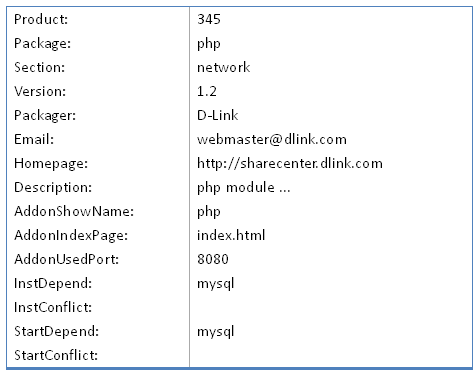 Product: 345
Package: php
Section: network
Version: 1.2
Packager: D-Link
Email: webmaster@dlink.com
Homepage: http://sharecenter.dlink.com
Description: php module ...
AddonShowName: php
AddonIndexPage: index.html
AddonUsedPort: 8080
InstDepend: mysql
InstConflict:
StartDepend: mysql
StartConflict: